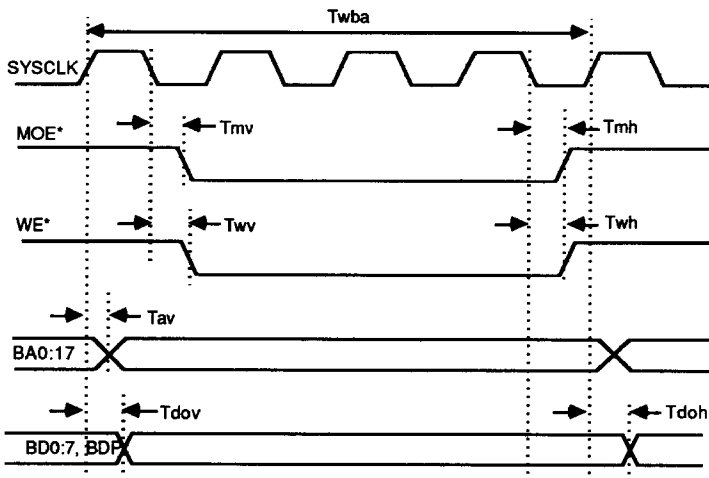 Twba
SYSCLK
MOE*
Tmv
Tmh
WE*
Twv
Twh
Tav
BA0:17
Tdov
Tdoh
BD0:7, BDP